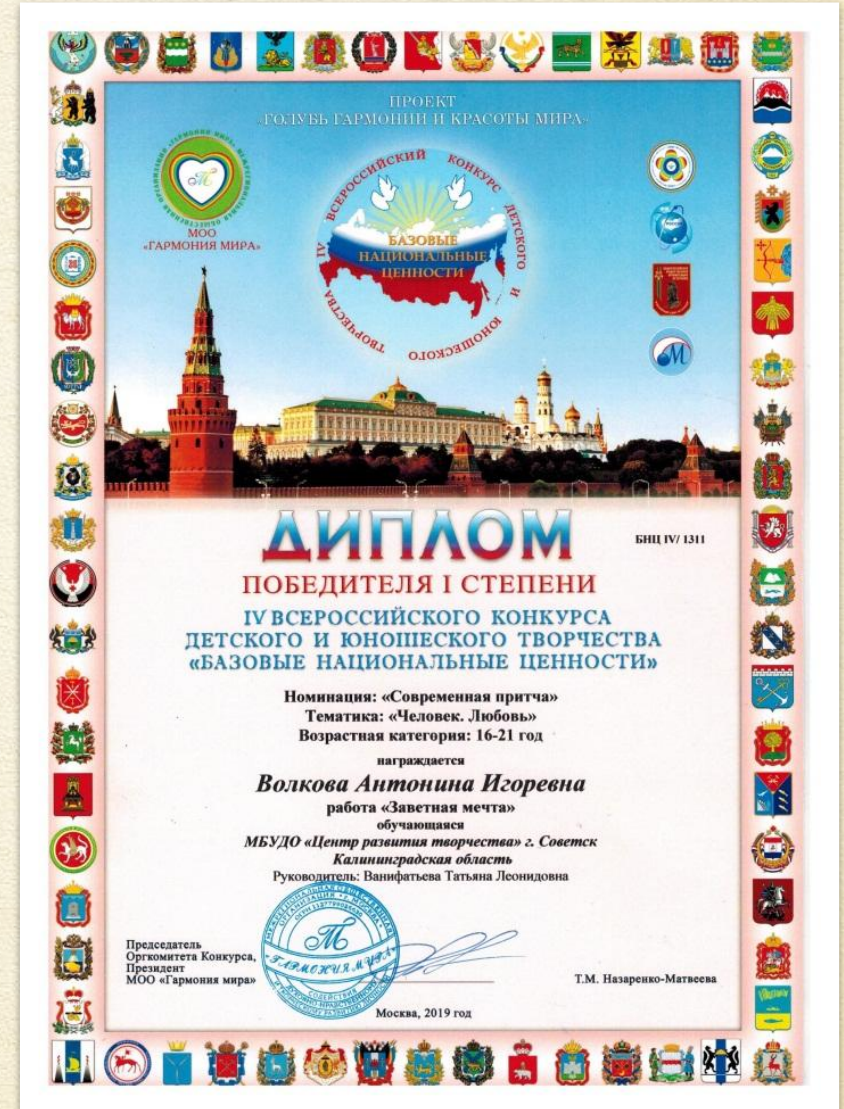 ПРОЕКТ
«ГОЛУБЬ ГАРМОНИИ И КРАСОТЫ МИРА»
МОО
«ГАРМОНИЯ МИРА»
IV ВСЕРОССИЙСКИЙ КОНКУРС ДЕТСКОГО И ЮНОШЕСКОГО ТВОРЧЕСТВА
БАЗОВЫЕ
НАЦИОНАЛЬНЫЕ
ЦЕННОСТИ
ДИПЛОМ
БНЦ IV/ 1311
ПОБЕДИТЕЛЯ I СТЕПЕНИ
IV ВСЕРОССИЙСКОГО КОНКУРСА
ДЕТСКОГО И ЮНОШЕСКОГО ТВОРЧЕСТВА
«БАЗОВЫЕ НАЦИОНАЛЬНЫЕ ЦЕННОСТИ»
Номинация: «Современная притча»
Тематика: «Человек. Любовь»
Возрастная категория: 16-21 год
награждается
Волкова Антонина Игоревна
работа «Заветная мечта»
обучающаяся
МБУДО «Центр развития творчества» г. Советск
Калининградская область
Руководитель: Ванифатьева Татьяна Леонидовна
Председатель
Оргкомитета Конкурса,
Президент
МОО «Гармония мира»
«ГАРМОНИЯ МИРА»
Т.М. Назаренко-Матвеева
Москва, 2019 год